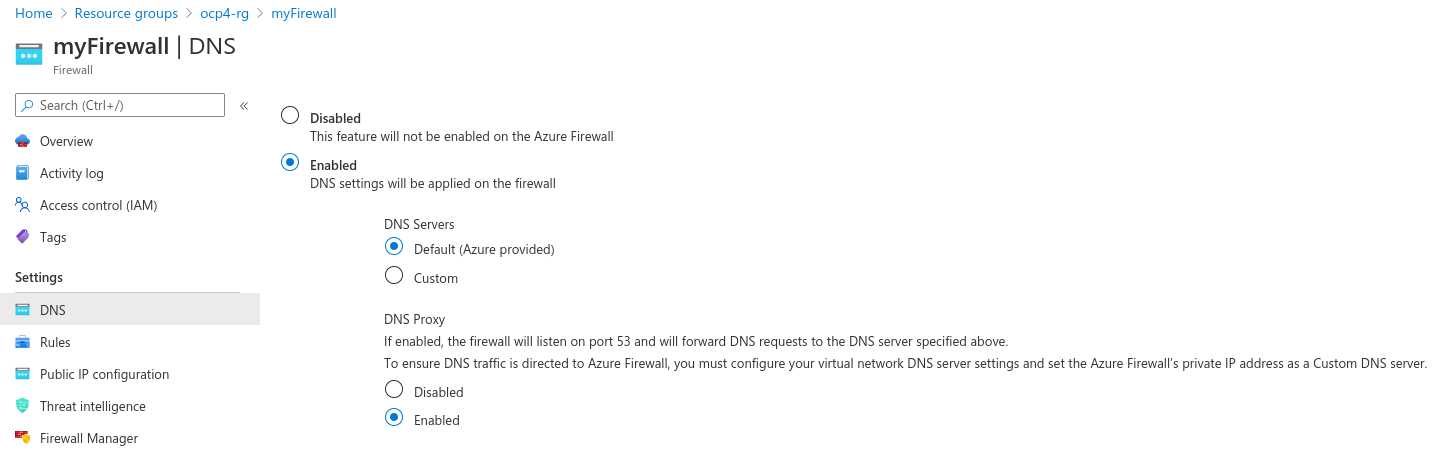 Home > Resource groups > ocp4-rg > myFirewall
myFirewall | DNS
Firewall
Search (Ctrl+/)
«
Overview
Activity log
Access control (IAM)
Tags
Settings
DNS
Rules
Public IP configuration
Threat intelligence
Firewall Manager
Disabled
This feature will not be enabled on the Azure Firewall
Enabled
DNS settings will be applied on the firewall
DNS Servers
Default (Azure provided)
Custom
DNS Proxy
If enabled, the firewall will listen on port 53 and will forward DNS requests to the DNS server specified above.
To ensure DNS traffic is directed to Azure Firewall, you must configure your virtual network DNS server settings and set the Azure Firewall's private IP address as a Custom DNS server.
Disabled
Enabled